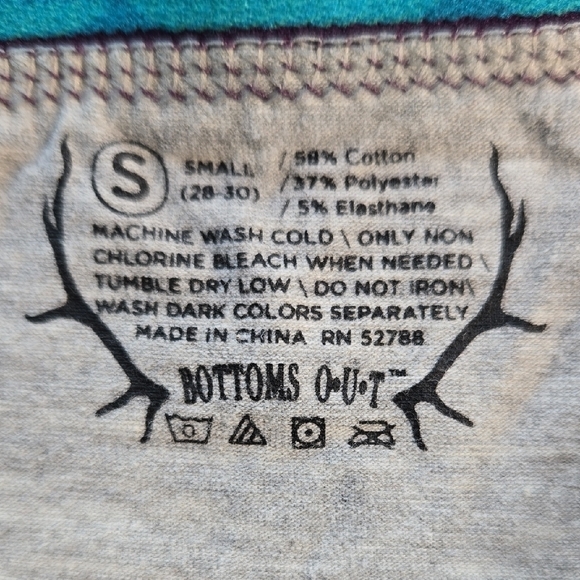 S SMALL / 58% Cotton
(28-30) / 37% Polyester
/ 5% Elasthane
MACHINE WASH COLD \ ONLY NON
CHLORINE BLEACH WHEN NEEDED \
TUMBLE DRY LOW \ DO NOT IRON \
WASH DARK COLORS SEPARATELY
MADE IN CHINA RN 52788
BOTTOMS O•U•T™